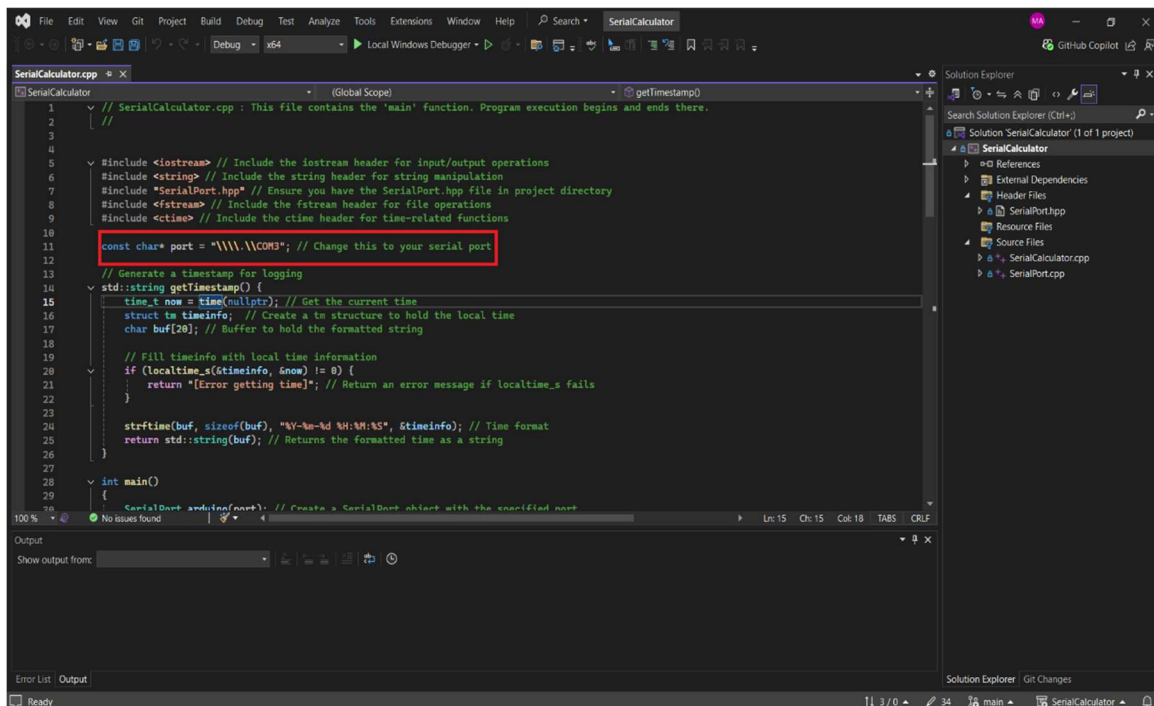 File Edit View Git Project Build Debug Test Analyze Tools Extensions Window Help Search SerialCalculator MA
Debug x64 Local Windows Debugger GitHub Copilot
SerialCalculator.cpp
SerialCalculator (Global Scope) getTimestamp()
1 // SerialCalculator.cpp : This file contains the 'main' function. Program execution begins and ends there.
2 //
3
4
5 #include <iostream> // Include the iostream header for input/output operations
6 #include <string> // Include the string header for string manipulation
7 #include "SerialPort.hpp" // Ensure you have the SerialPort.hpp file in project directory
8 #include <fstream> // Include the fstream header for file operations
9 #include <ctime> // Include the ctime header for time-related functions
10
11 const char* port = "\\\\.\\COM3"; // Change this to your serial port
12
13 // Generate a timestamp for logging
14 std::string getTimestamp() {
15 time_t now = time(nullptr); // Get the current time
16 struct tm timeinfo; // Create a tm structure to hold the local time
17 char buf[20]; // Buffer to hold the formatted string
18
19 // Fill timeinfo with local time information
20 if (localtime_s(&timeinfo, &now) != 0) {
21 return "[Error getting time]"; // Return an error message if localtime_s fails
22 }
23
24 strftime(buf, sizeof(buf), "%Y-%m-%d %H:%M:%S", &timeinfo); // Time format
25 return std::string(buf); // Returns the formatted time as a string
26 }
27
28 int main()
29 {
30 SerialPort arduino(port); // Create a SerialPort object with the specified port
100 % No issues found Ln: 15 Ch: 15 Col: 18 TABS CRLF
Output
Show output from:
Error List Output
Solution Explorer
Search Solution Explorer (Ctrl+;)
Solution 'SerialCalculator' (1 of 1 project)
SerialCalculator
References
External Dependencies
Header Files
SerialPort.hpp
Resource Files
Source Files
SerialCalculator.cpp
SerialPort.cpp
Solution Explorer Git Changes
Ready 3 / 0 34 main SerialCalculator